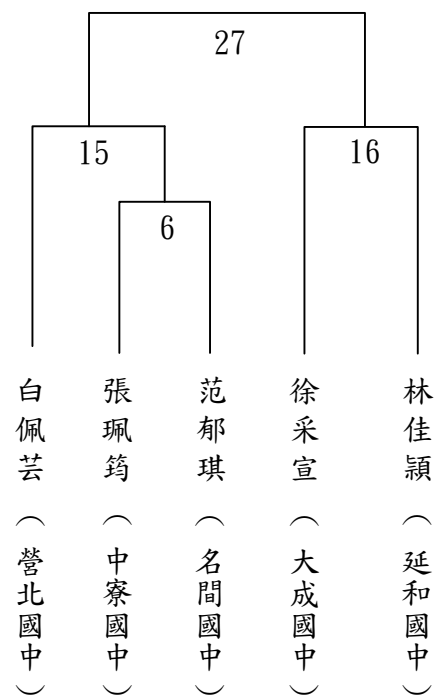 27
15
16
6
白佩芸（營北國中）
張珮筠（中寮國中）
范郁琪（名間國中）
徐采宣（大成國中）
林佳穎（延和國中）